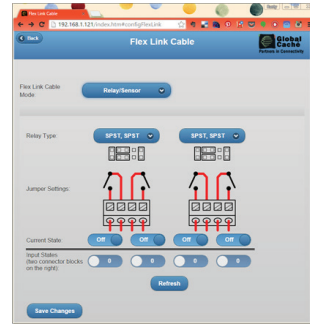 Flex Link Cable
192.168.1.121/index.htm#configFlexLink
Back
Flex Link Cable
Global
Caché
Partners in Connectivity
Flex Link Cable
Mode:
Relay/Sensor
Relay Type:
SPST, SPST
SPST, SPST
Jumper Settings:
Current State:
Off
Off
Off
Off
Input States
(two connector blocks
on the right):
0
0
0
0
Refresh
Save Changes